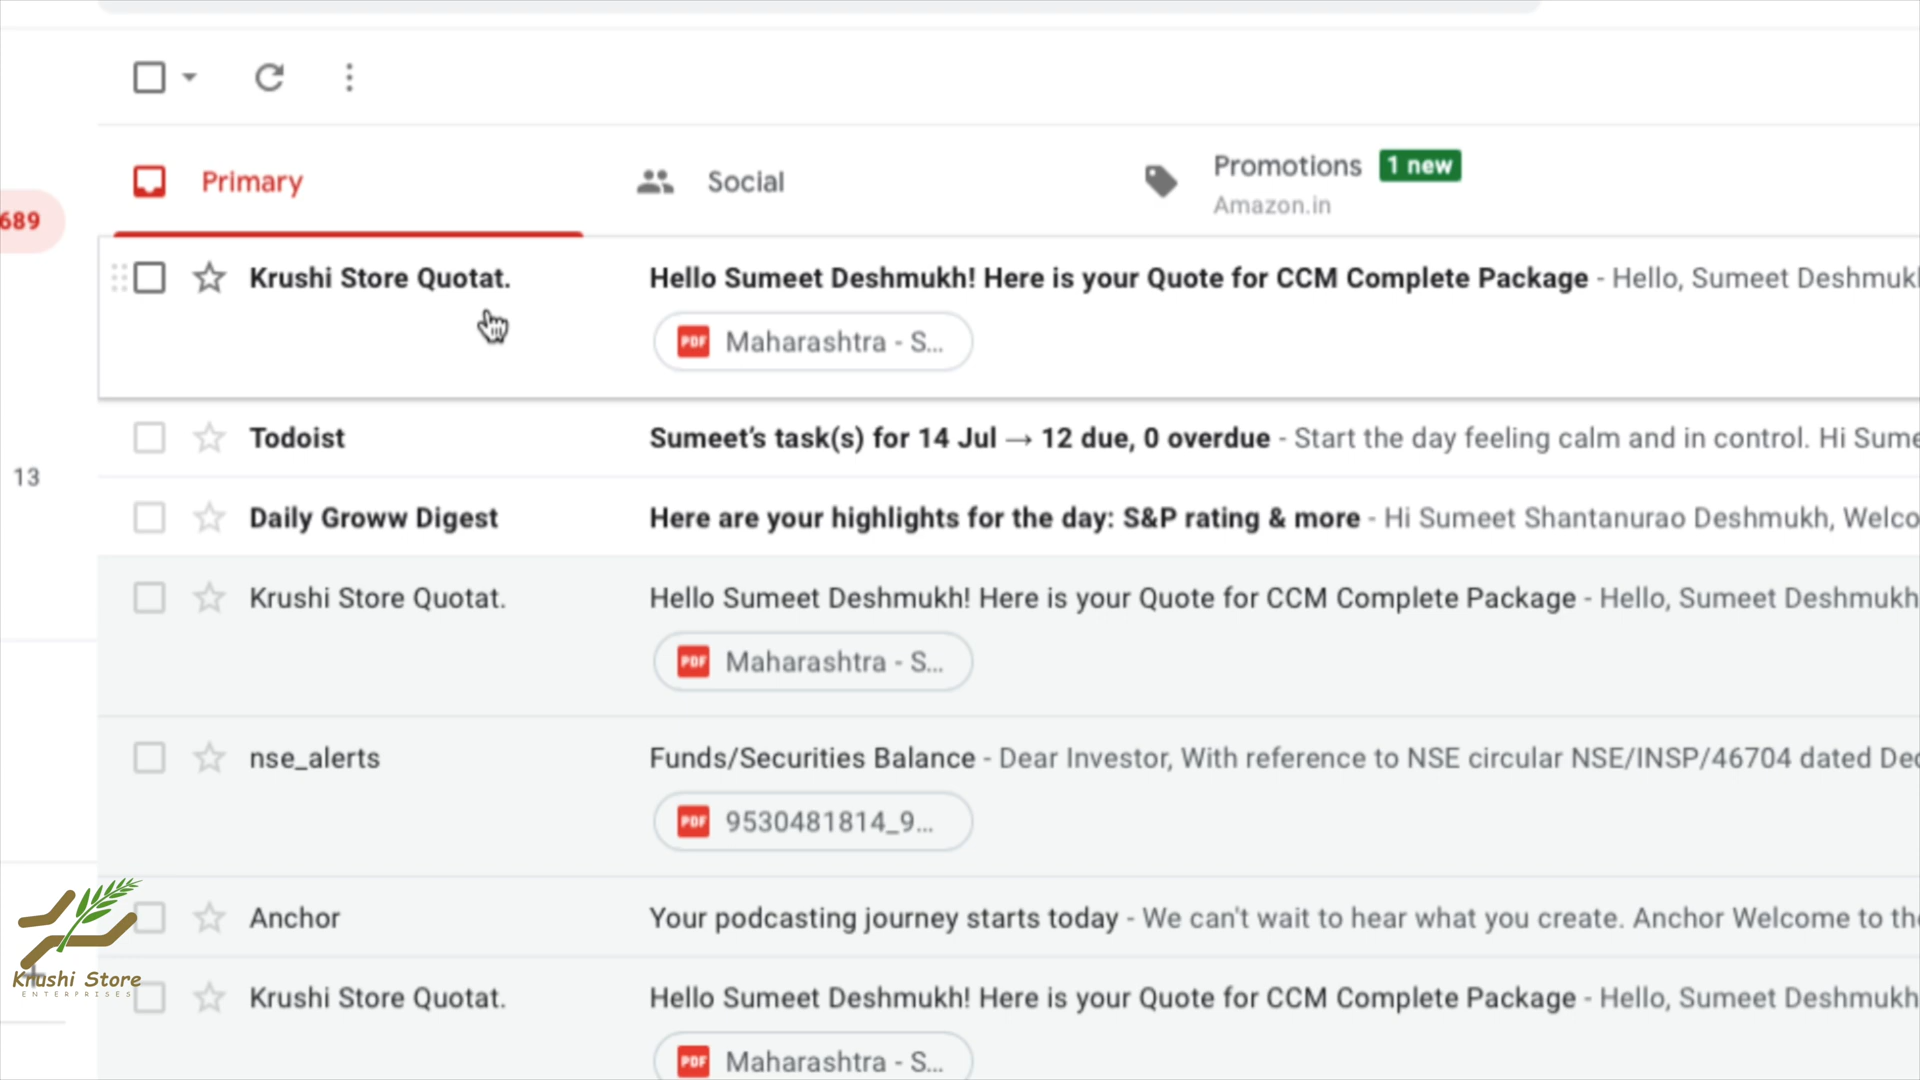 Primary
Social
Promotions 1 new
Amazon.in
689
Krushi Store Quotat. Hello Sumeet Deshmukh! Here is your Quote for CCM Complete Package - Hello, Sumeet Deshmukh
PDF Maharashtra - S...
Todoist Sumeet's task(s) for 14 Jul → 12 due, 0 overdue - Start the day feeling calm and in control. Hi Sume
13
Daily Groww Digest Here are your highlights for the day: S&P rating & more - Hi Sumeet Shantanurao Deshmukh, Welco
Krushi Store Quotat. Hello Sumeet Deshmukh! Here is your Quote for CCM Complete Package - Hello, Sumeet Deshmukh
PDF Maharashtra - S...
nse_alerts Funds/Securities Balance - Dear Investor, With reference to NSE circular NSE/INSP/46704 dated Dec
PDF 9530481814_9...
Anchor Your podcasting journey starts today - We can't wait to hear what you create. Anchor Welcome to the
Krushi Store
ENTERPRISES
Krushi Store Quotat. Hello Sumeet Deshmukh! Here is your Quote for CCM Complete Package - Hello, Sumeet Deshmukh
PDF Maharashtra - S...